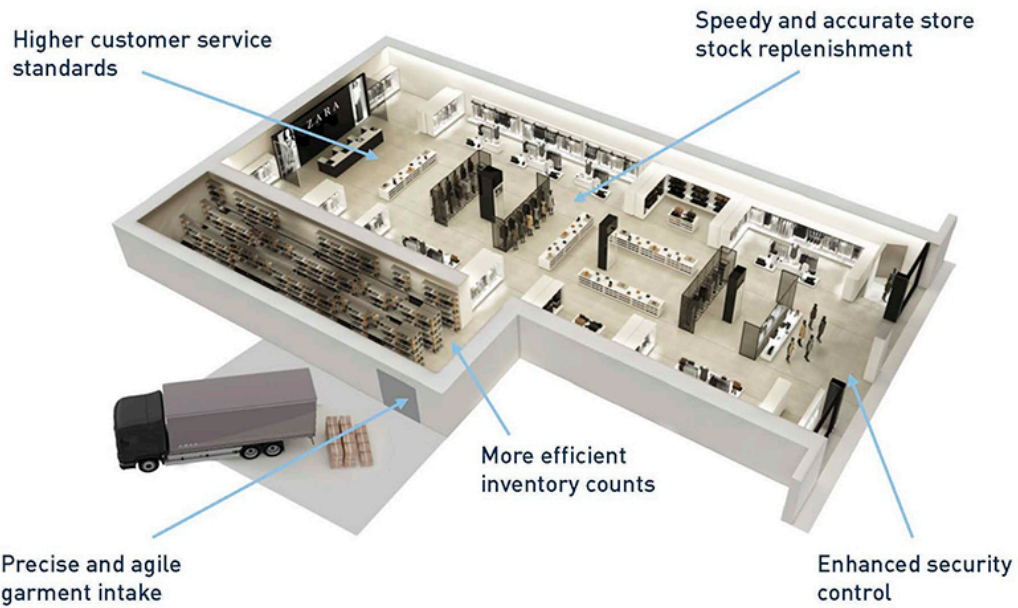 Higher customer service
standards
Speedy and accurate store
stock replenishment
ZARA
More efficient
inventory counts
Precise and agile
garment intake
Enhanced security
control